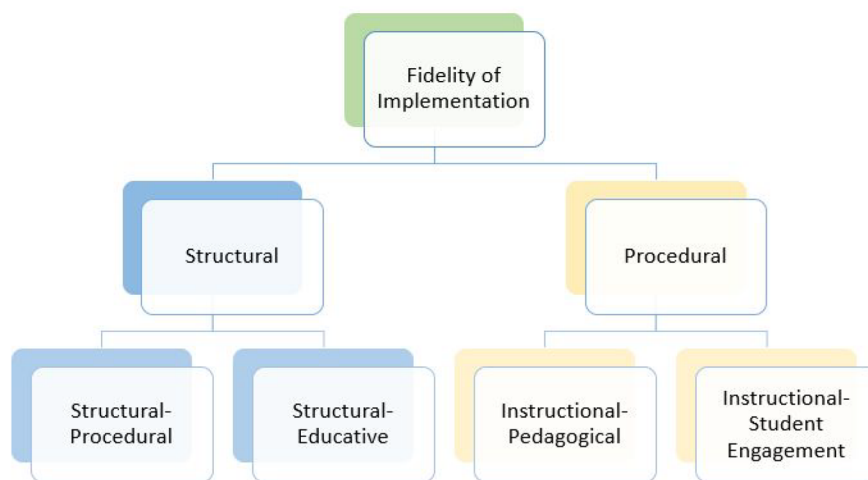 Fidelity of
Implementation
Structural
Procedural
Structural-
Procedural
Structural-
Educative
Instructional-
Pedagogical
Instructional-
Student
Engagement